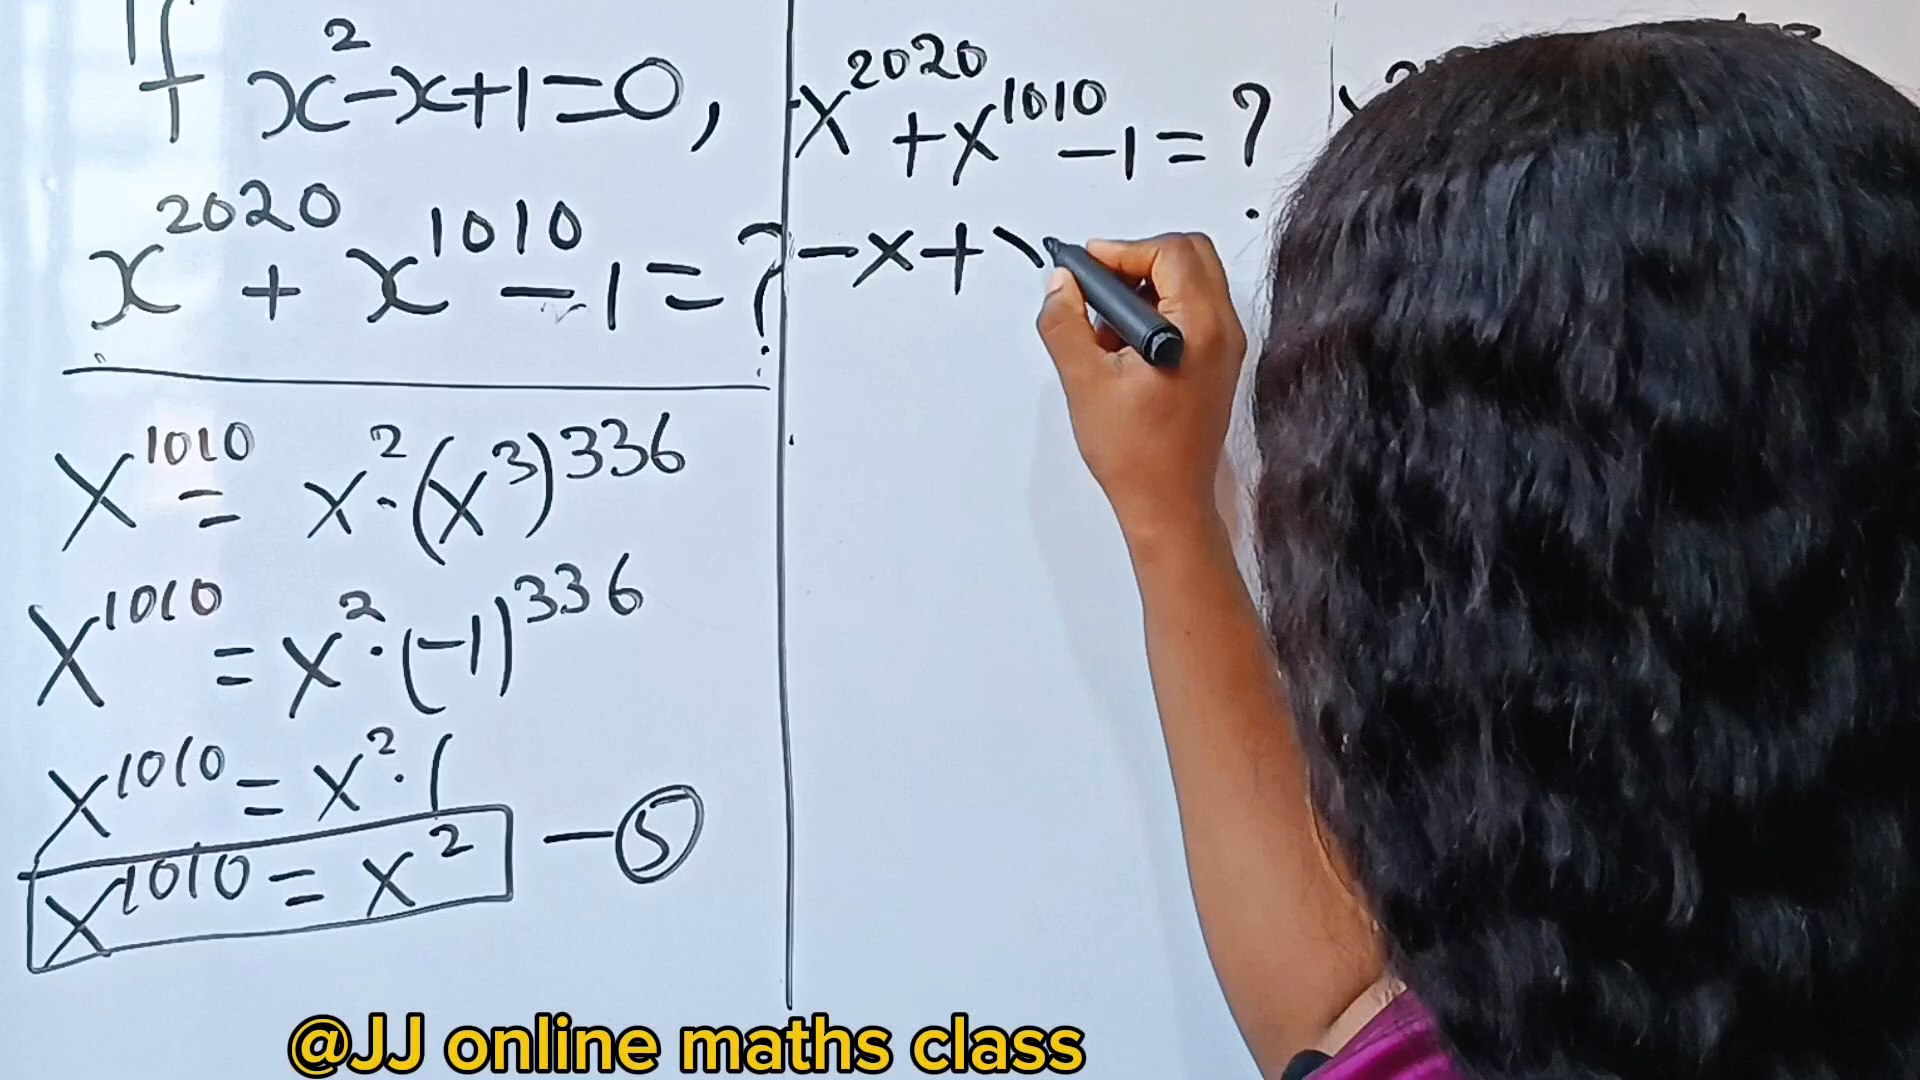 If x²-x+1=0,
x²⁰²⁰ + x¹⁰¹⁰ - 1 = ?
x¹⁰¹⁰ = x²·(x³)³³⁶
x¹⁰¹⁰ = x²·(-1)³³⁶
x¹⁰¹⁰ = x²·1
x¹⁰¹⁰ = x² - ⑤
x²⁰²⁰ + x¹⁰¹⁰ - 1 = ?
-x +
@JJ online maths class